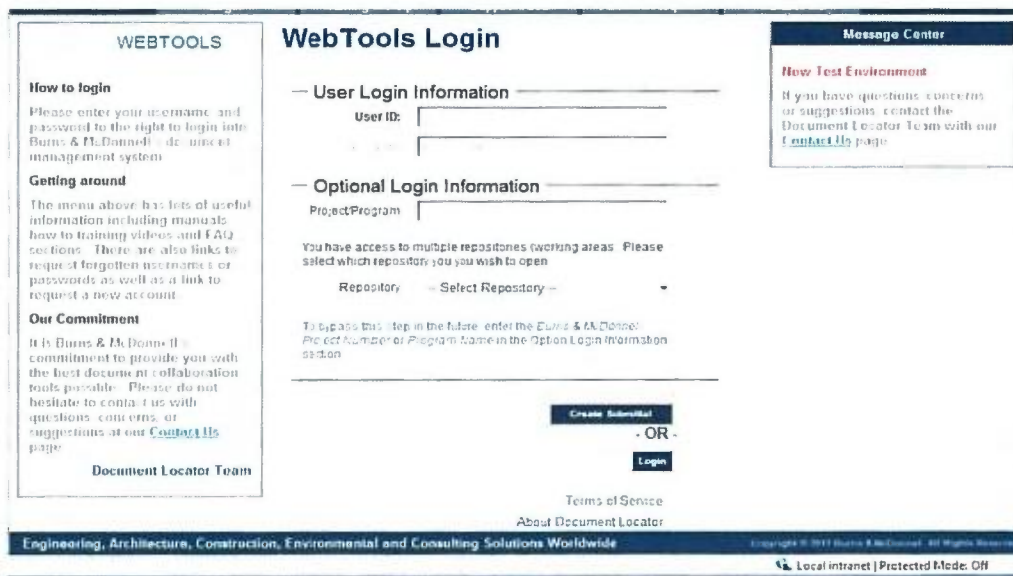 WEBTOOLS
How to login
Please enter your username and
password to the right to login into
Burns & McDonnell's document
management system
Getting around
The menu above has lots of useful
information including manuals
how to training videos and FAQ
sections. There are also links to
request forgotten usernames or
passwords as well as a link to
request a new account.
Our Commitment
It is Burns & McDonnell's
commitment to provide you with
the best document collaboration
tools possible. Please do not
hesitate to contact us with
questions, concerns, or
suggestions at our Contact Us
page
Document Locator Team
WebTools Login
User Login Information
User ID:
Optional Login Information
Project/Program
You have access to multiple repositories (working areas. Please
select which repository you you wish to open
Repository -- Select Repository --
To bypass this step in the future, enter the Burns & McDonnell
Project Number or Program Name in the Option Login Information
section
Create Submittal
- OR -
Login
Terms of Service
About Document Locator
Message Center
New Test Environment
If you have questions, concerns
or suggestions, contact the
Document Locator Team with our
Contact Us page
Engineering, Architecture, Construction, Environmental and Consulting Solutions Worldwide
Copyright © 2011 Burns & McDonnell. All Rights
Local intranet | Protected Mode: Off